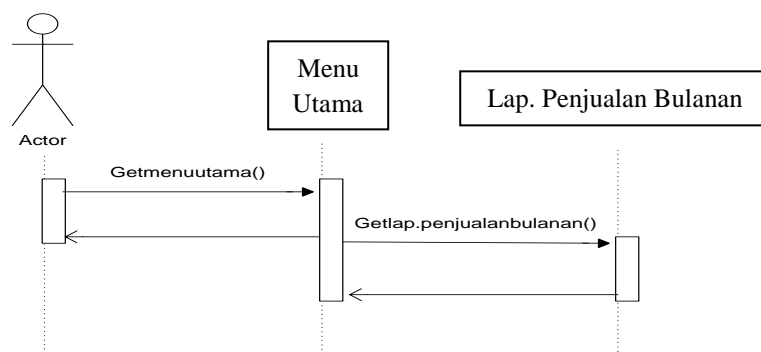 Menu
Utama
Lap. Penjualan Bulanan
Actor
Getmenuutama()
Getlap.penjualanbulanan()